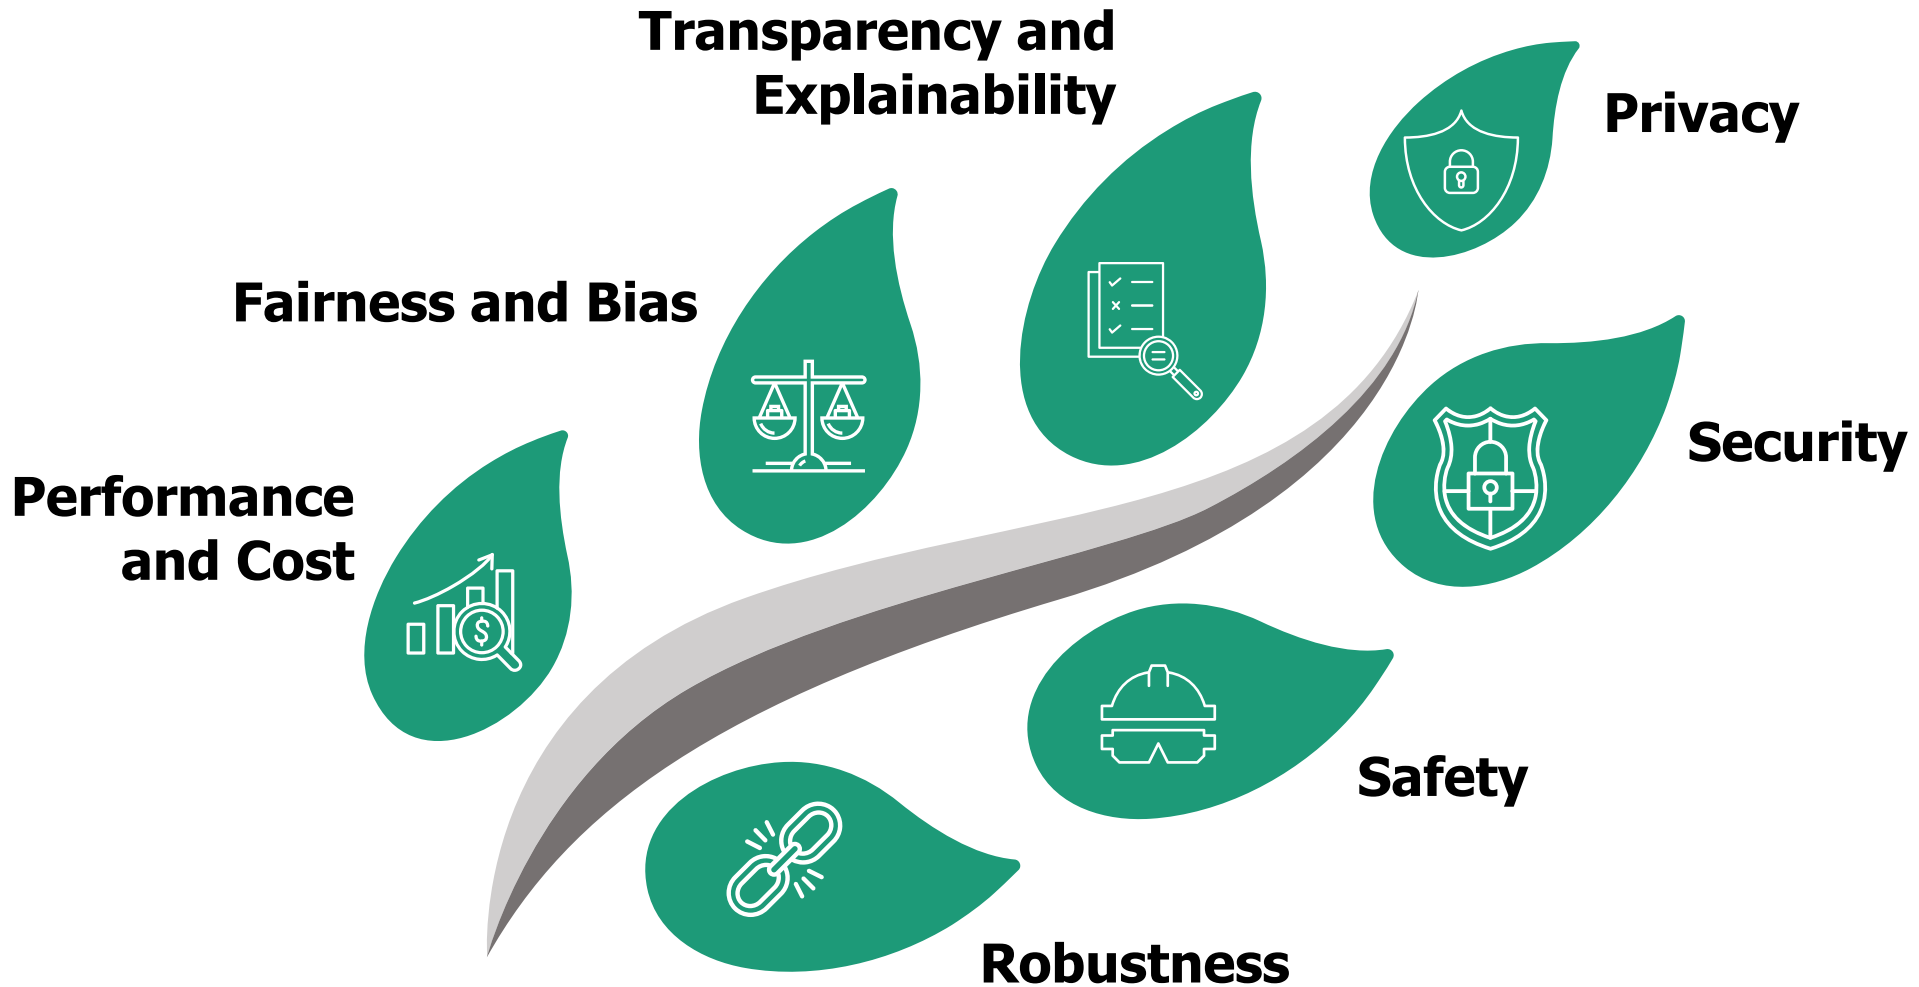 Transparency and
Explainability
Privacy
Fairness and Bias
Security
Performance
and Cost
$
Safety
Robustness